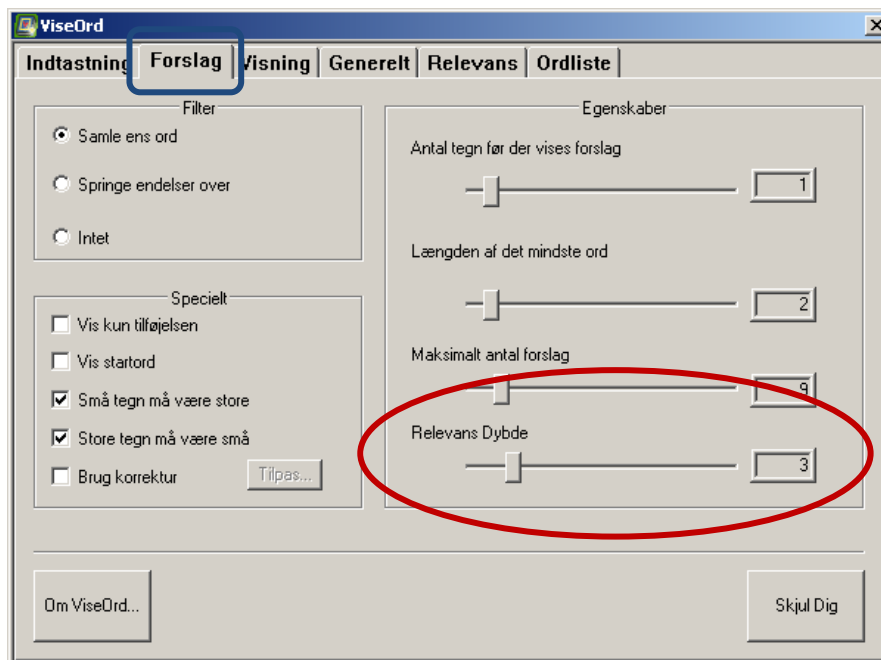 ViseOrd
Indtastning Forslag Visning Generelt Relevans Ordliste
Filter
Samle ens ord
Springe endelser over
Intet
Specielt
Vis kun tilføjelsen
Vis startord
Små tegn må være store
Store tegn må være små
Brug korrektur Tilpas...
Egenskaber
Antal tegn før der vises forslag
1
Længden af det mindste ord
2
Maksimalt antal forslag
9
Relevans Dybde
3
Om ViseOrd... Skjul Dig